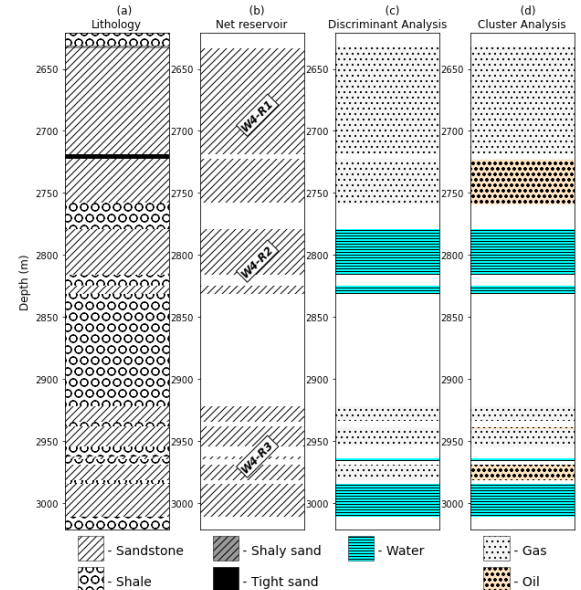 (a) (b) (c) (d)
Lithology Net reservoir Discriminant Analysis Cluster Analysis
2650 2650 2650 2650
2700 2700 2700 2700
W4-R1
2750 2750 2750 2750
2800 2800 2800 2800
W4-R2
Depth (m)
2850 2850 2850 2850
2900 2900 2900 2900
2950 2950 2950 2950
W4-R3
3000 3000 3000 3000
- Sandstone - Shaly sand - Water - Gas
- Shale - Tight sand - Oil